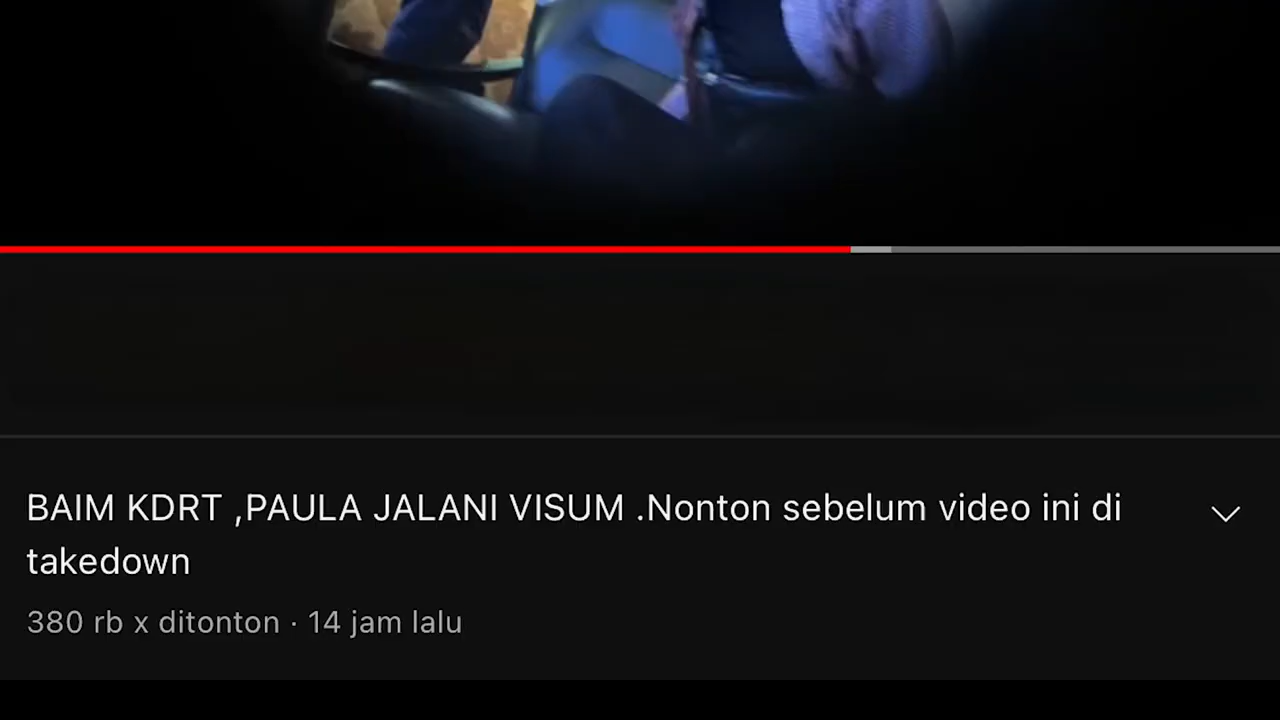 BAIM KDRT ,PAULA JALANI VISUM .Nonton sebelum video ini di
takedown
380 rb x ditonton · 14 jam lalu